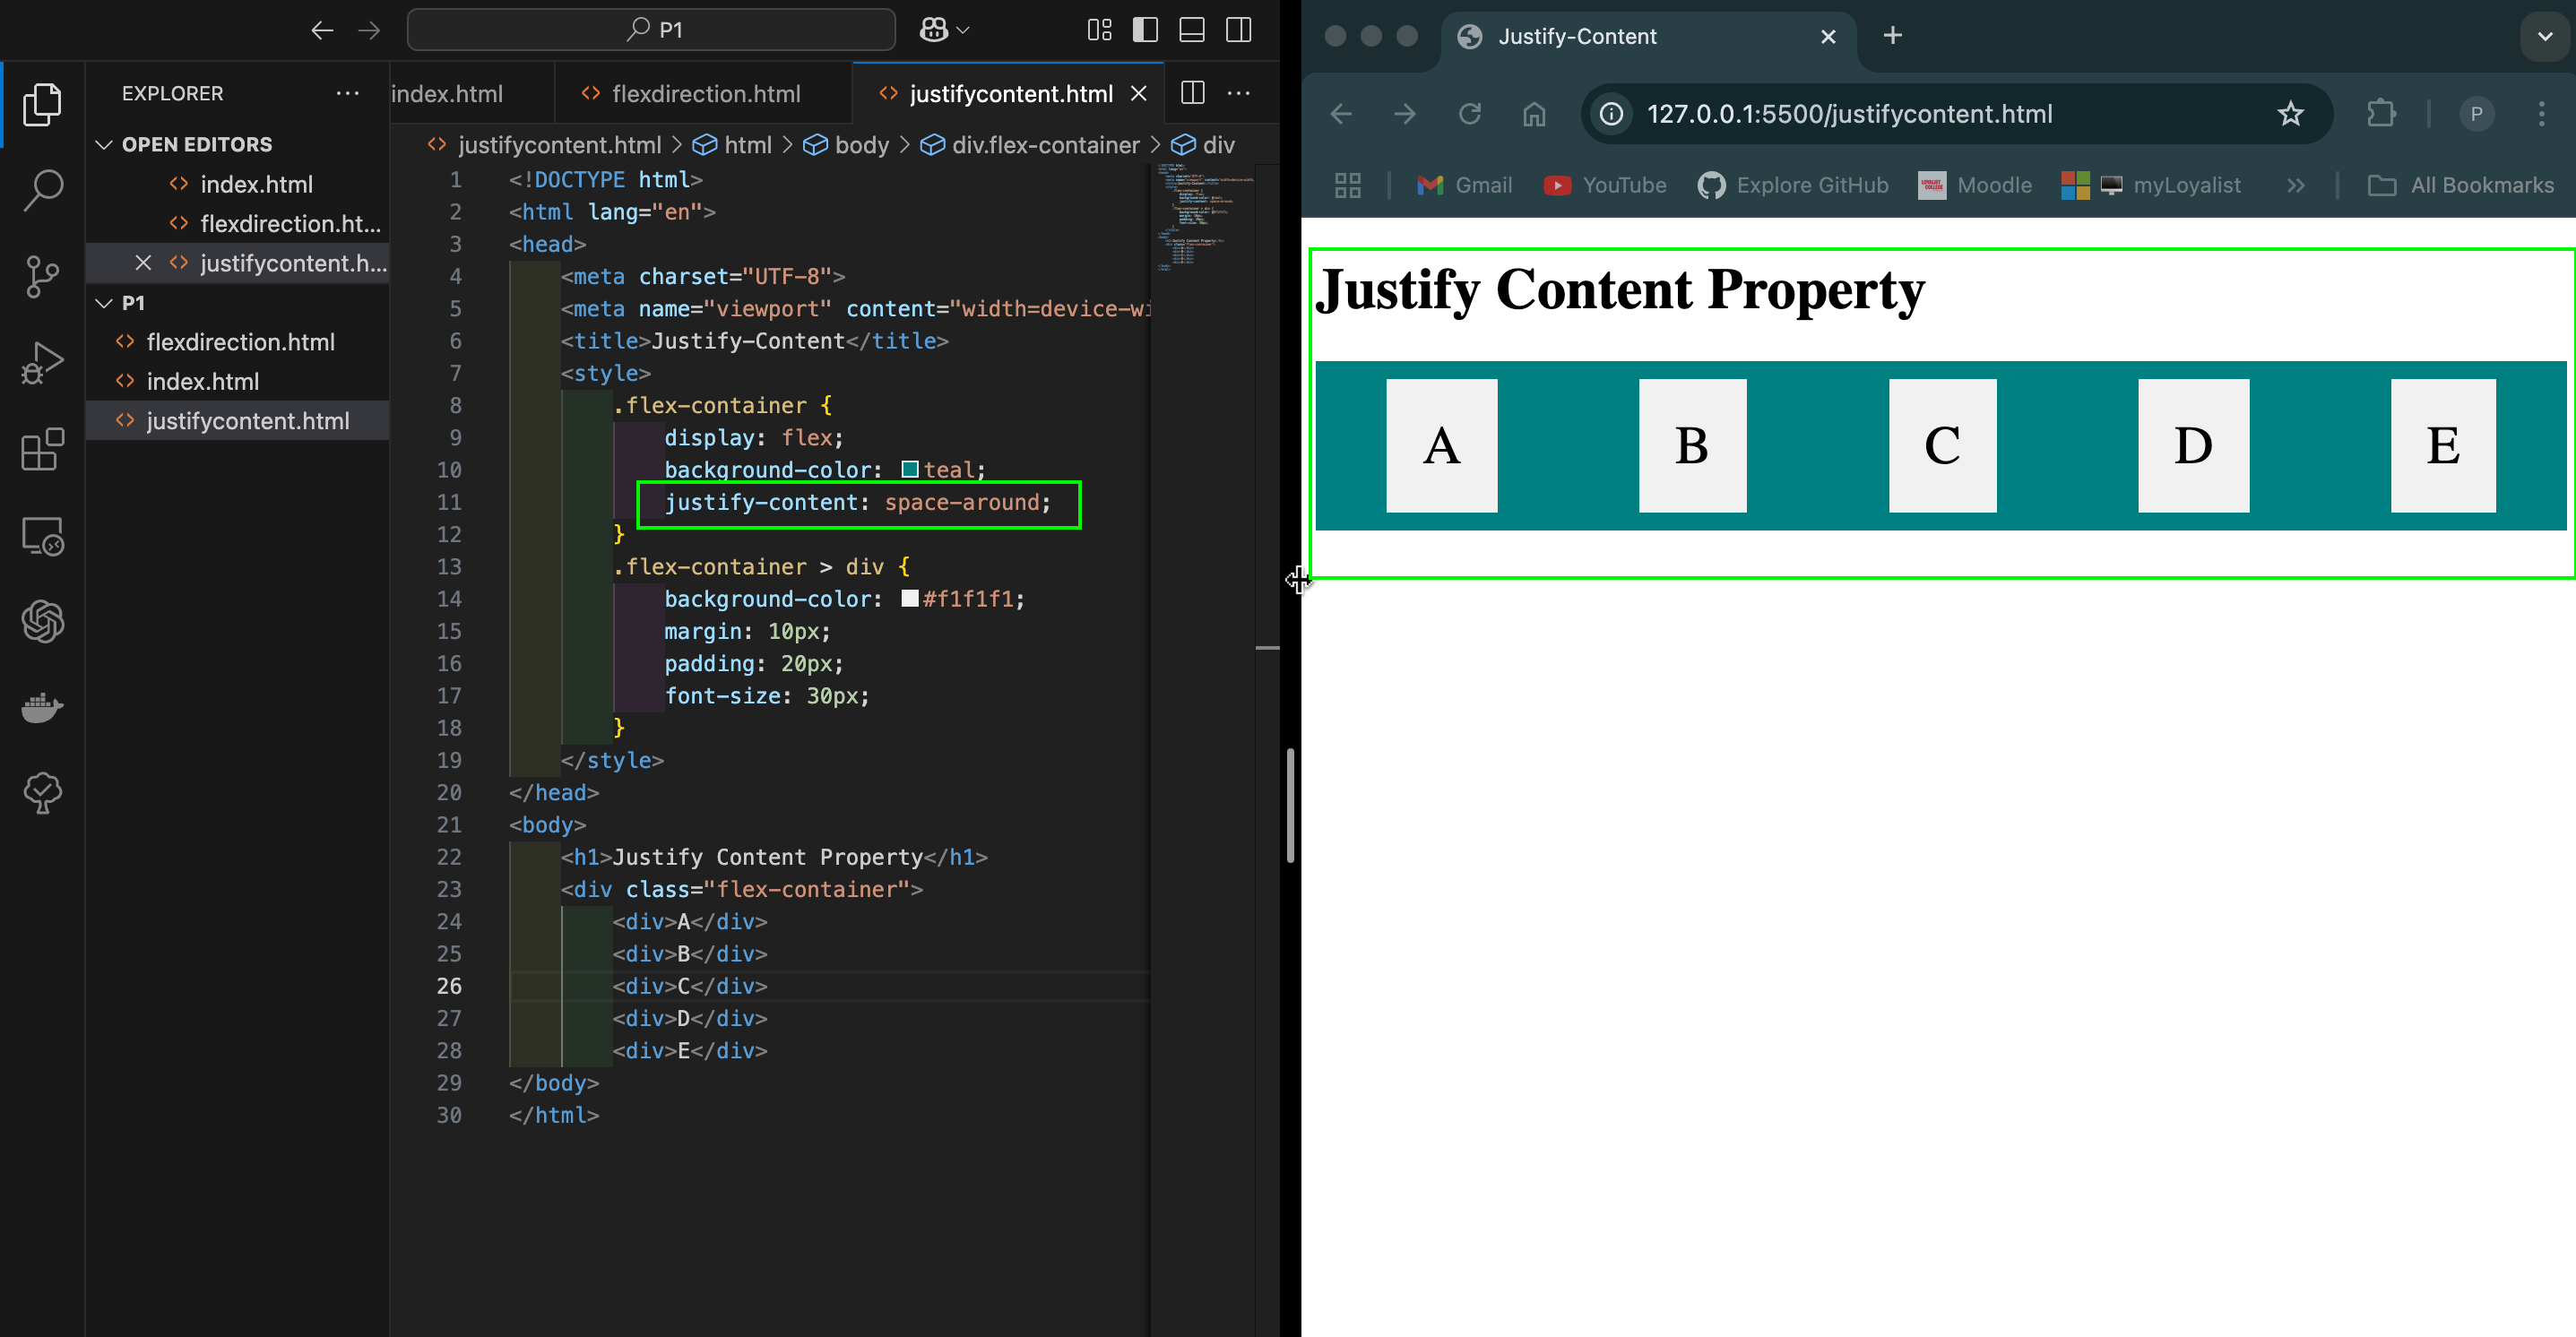 P1
EXPLORER
OPEN EDITORS
index.html
flexdirection.ht...
justifycontent.h...
P1
flexdirection.html
index.html
justifycontent.html
index.html
flexdirection.html
justifycontent.html
justifycontent.html > html > body > div.flex-container > div
1 <!DOCTYPE html>
2 <html lang="en">
3 <head>
4 <meta charset="UTF-8">
5 <meta name="viewport" content="width=device-wi
6 <title>Justify-Content</title>
7 <style>
8 .flex-container {
9 display: flex;
10 background-color: teal;
11 justify-content: space-around;
12 }
13 .flex-container > div {
14 background-color: #f1f1f1;
15 margin: 10px;
16 padding: 20px;
17 font-size: 30px;
18 }
19 </style>
20 </head>
21 <body>
22 <h1>Justify Content Property</h1>
23 <div class="flex-container">
24 <div>A</div>
25 <div>B</div>
26 <div>C</div>
27 <div>D</div>
28 <div>E</div>
29 </body>
30 </html>
Justify-Content
127.0.0.1:5500/justifycontent.html
P
Gmail
YouTube
Explore GitHub
Moodle
myLoyalist
All Bookmarks
Justify Content Property
A B C D E